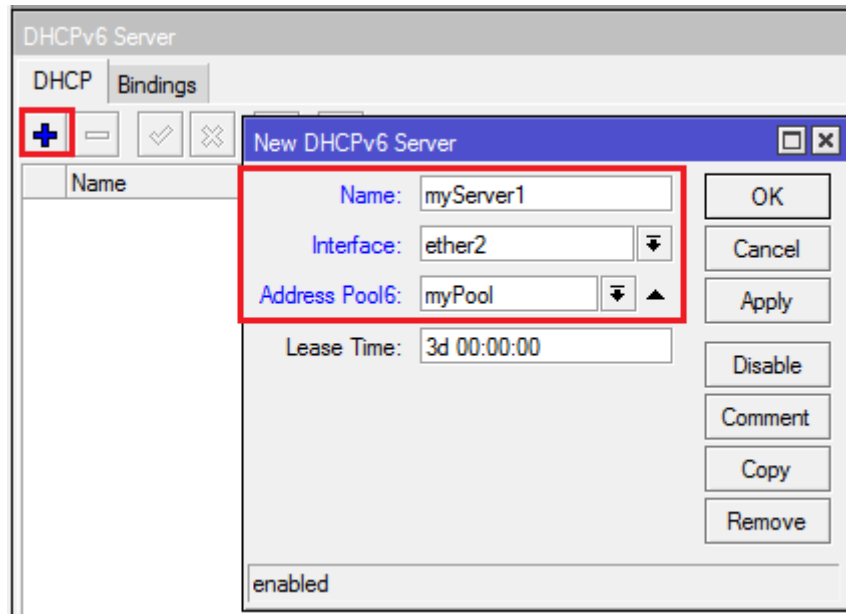 DHCPv6 Server
DHCP Bindings
New DHCPv6 Server
Name
Name: myServer1
Interface: ether2
Address Pool6: myPool
Lease Time: 3d 00:00:00
OK
Cancel
Apply
Disable
Comment
Copy
Remove
enabled